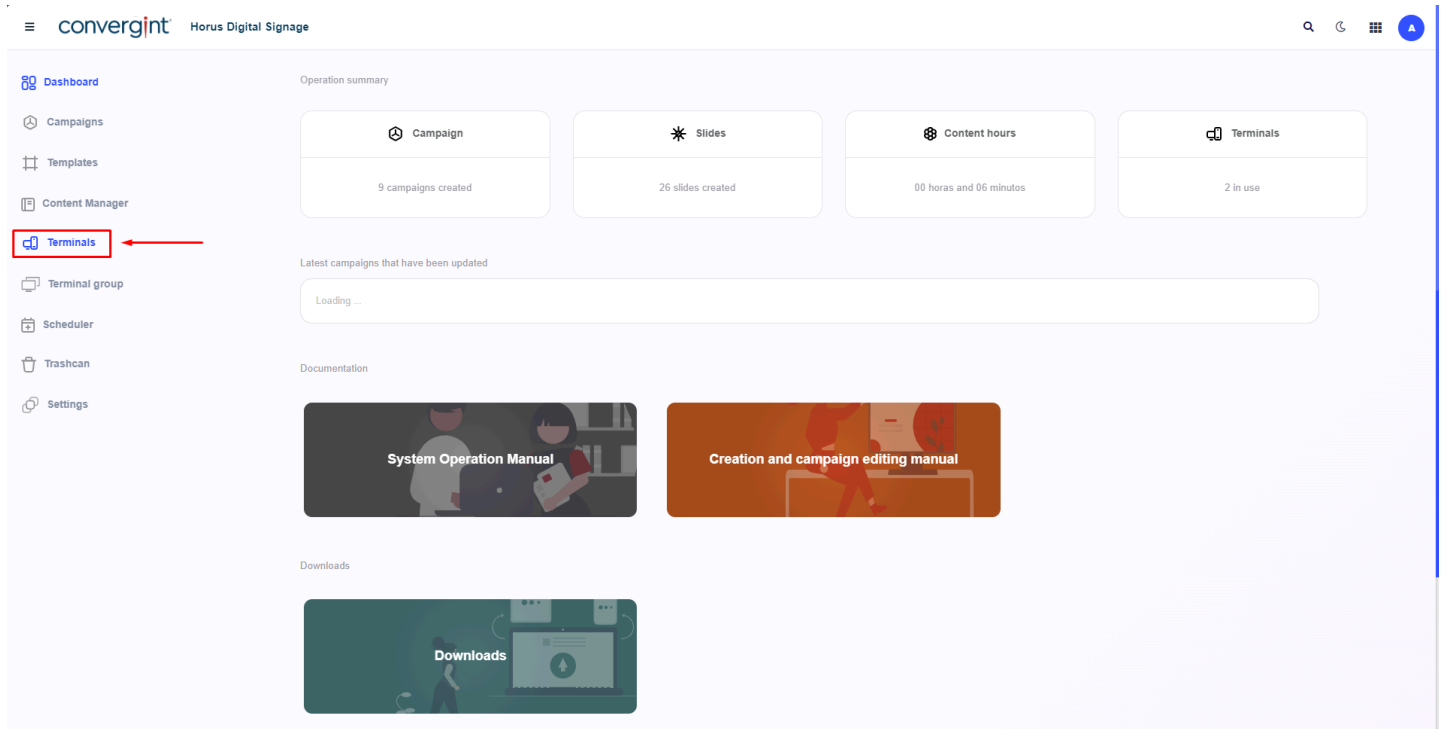 convergint Horus Digital Signage
A
Dashboard
Campaigns
Templates
Content Manager
Terminals
Terminal group
Scheduler
Trashcan
Settings
Operation summary
Campaign
9 campaigns created
Slides
26 slides created
Content hours
00 horas and 06 minutos
Terminals
2 in use
Latest campaigns that have been updated
Loading ...
Documentation
System Operation Manual
Creation and campaign editing manual
Downloads
Downloads